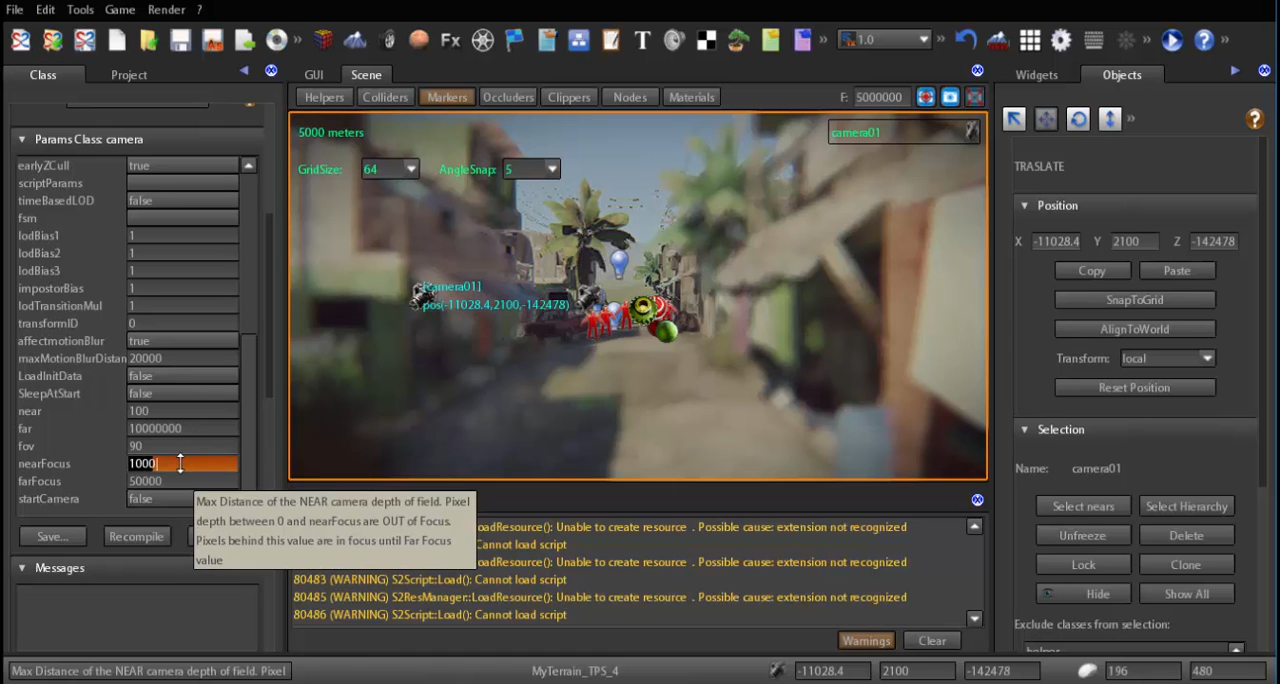 File Edit Tools Game Render ?
Fx T 1.0
Class Project
GUI Scene
Widgets Objects
Helpers Colliders Markers Occluders Clippers Nodes Materials F: 5000000
Params Class: camera
earlyZCull true
scriptParams
timeBasedLOD false
fsm
lodBias1 1
lodBias2 1
lodBias3 1
impostorBias 1
lodTransitionMul 1
transformID 0
affectmotionBlur true
maxMotionBlurDistan 20000
LoadInitData false
SleepAtStart false
near 100
far 10000000
fov 90
nearFocus 1000
farFocus 50000
startCamera false
Save... Recompile
Messages
5000 meters
camera01
GridSize: 64 AngleSnap: 5
[camera01]
pos(-11028.4,2100,-142478)
Max Distance of the NEAR camera depth of field. Pixel
depth between 0 and nearFocus are OUT of Focus.
Pixels behind this value are in focus until Far Focus
value
LoadResource(): Unable to create resource . Possible cause: extension not recognized
Cannot load script
LoadResource(): Unable to create resource . Possible cause: extension not recognized
80483 (WARNING) S2Script::Load(): Cannot load script
80485 (WARNING) S2ResManager::LoadResource(): Unable to create resource . Possible cause: extension not recognized
80486 (WARNING) S2Script::Load(): Cannot load script
Warnings Clear
TRASLATE
Position
X -11028.4 Y 2100 Z -142478
Copy Paste
SnapToGrid
AlignToWorld
Transform: local
Reset Position
Selection
Name: camera01
Select nears Select Hierarchy
Unfreeze Delete
Lock Clone
Hide Show All
Exclude classes from selection:
helper
Max Distance of the NEAR camera depth of field. Pixel MyTerrain_TPS_4 -11028.4 2100 -142478 196 480